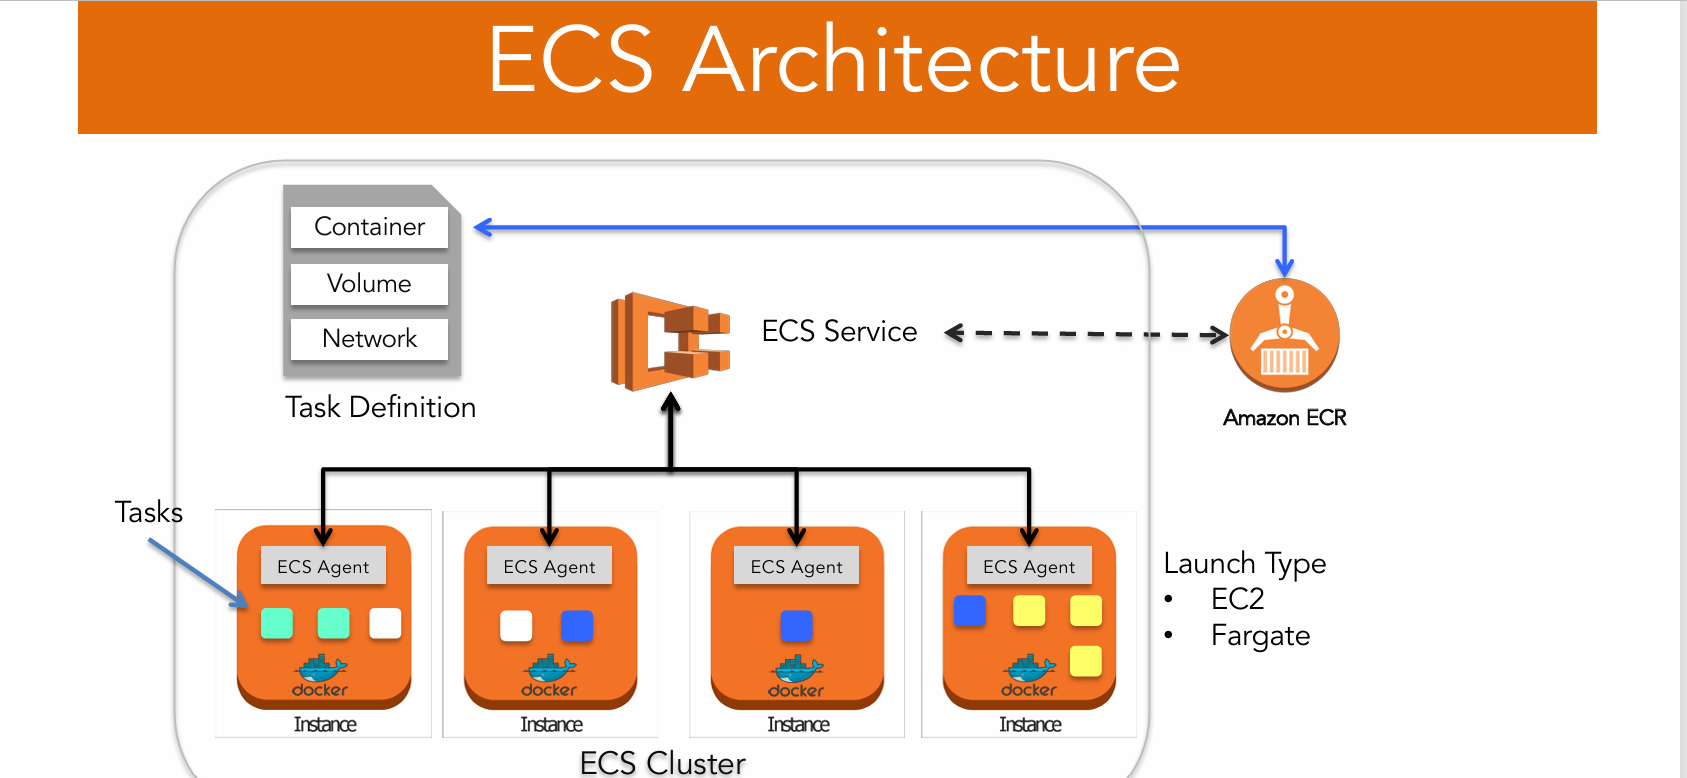 ECS Architecture
Container
Volume
Network
Task Definition
ECS Service
Amazon ECR
Tasks
ECS Agent
docker
Instance
ECS Agent
docker
Instance
ECS Agent
docker
Instance
ECS Agent
docker
Instance
Launch Type
• EC2
• Fargate
ECS Cluster